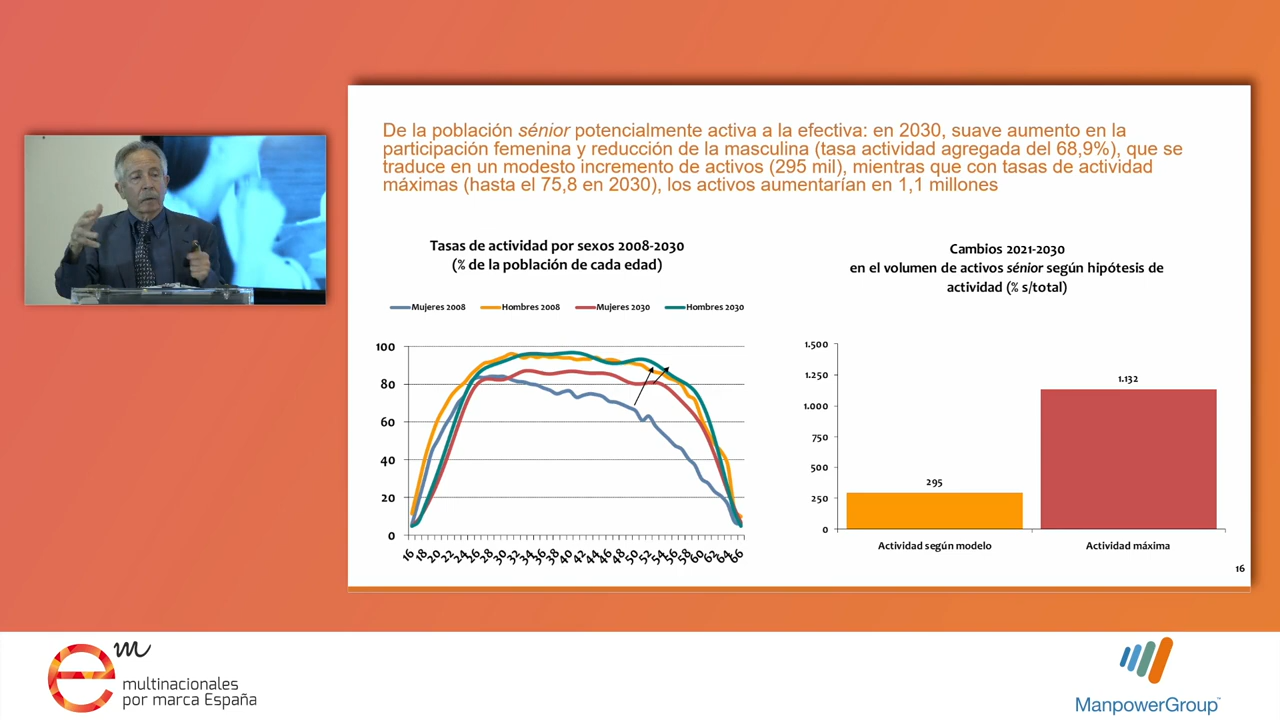 De la población sénior potencialmente activa a la efectiva: en 2030, suave aumento en la
participación femenina y reducción de la masculina (tasa actividad agregada del 68,9%), que se
traduce en un modesto incremento de activos (295 mil), mientras que con tasas de actividad
máximas (hasta el 75,8 en 2030), los activos aumentarían en 1,1 millones
Tasas de actividad por sexos 2008-2030
(% de la población de cada edad)
Mujeres 2008 Hombres 2008 Mujeres 2030 Hombres 2030
100
80
60
40
20
0
16 18 20 22 24 26 28 30 32 34 36 38 40 42 44 46 48 50 52 54 56 58 60 62 64 66
Cambios 2021-2030
en el volumen de activos sénior según hipótesis de
actividad (% s/total)
1.500
1.250
1.000
750
500
250
0
295
1.132
Actividad según modelo
Actividad máxima
16
em
multinacionales
por marca España
ManpowerGroup™